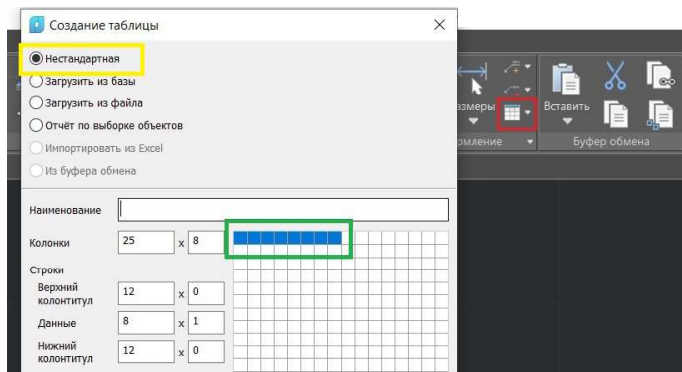 Создание таблицы
Нестандартная
Загрузить из базы
Загрузить из файла
Отчёт по выборке объектов
Импортировать из Excel
Из буфера обмена
Наименование
Колонки 25 x 8
Строки
Верхний колонтитул 12 x 0
Данные 8 x 1
Нижний колонтитул 12 x 0
азмеры
Вставить
рмление
Буфер обмена